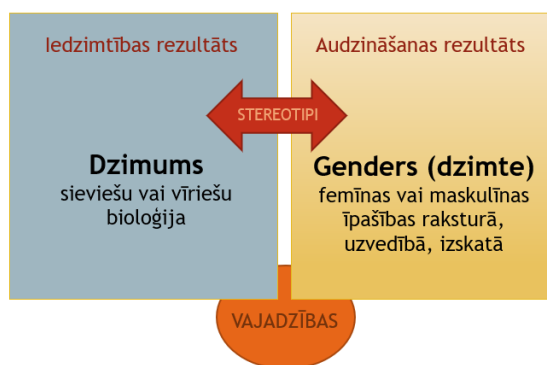 Iedzimtības rezultāts
Audzināšanas rezultāts
STEREOTIPI
Dzimums
sieviešu vai vīriešu
bioloģija
Genders (dzimte)
femīnas vai maskulīnas
īpašības raksturā,
uzvedībā, izskatā
VAJADZĪBAS